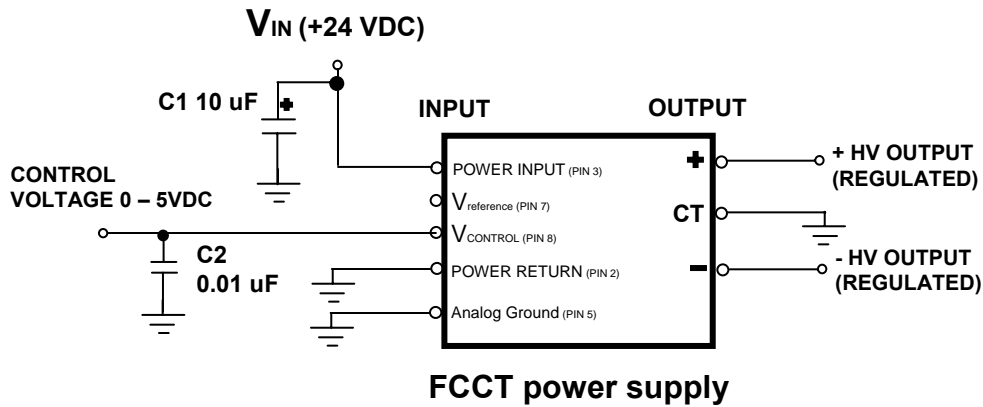 VIN (+24 VDC)
C1 10 uF
INPUT
OUTPUT
CONTROL
VOLTAGE 0 – 5VDC
C2
0.01 uF
POWER INPUT (PIN 3)
Vreference (PIN 7)
VCONTROL (PIN 8)
POWER RETURN (PIN 2)
Analog Ground (PIN 5)
+
CT
-
+ HV OUTPUT
(REGULATED)
- HV OUTPUT
(REGULATED)
FCCT power supply